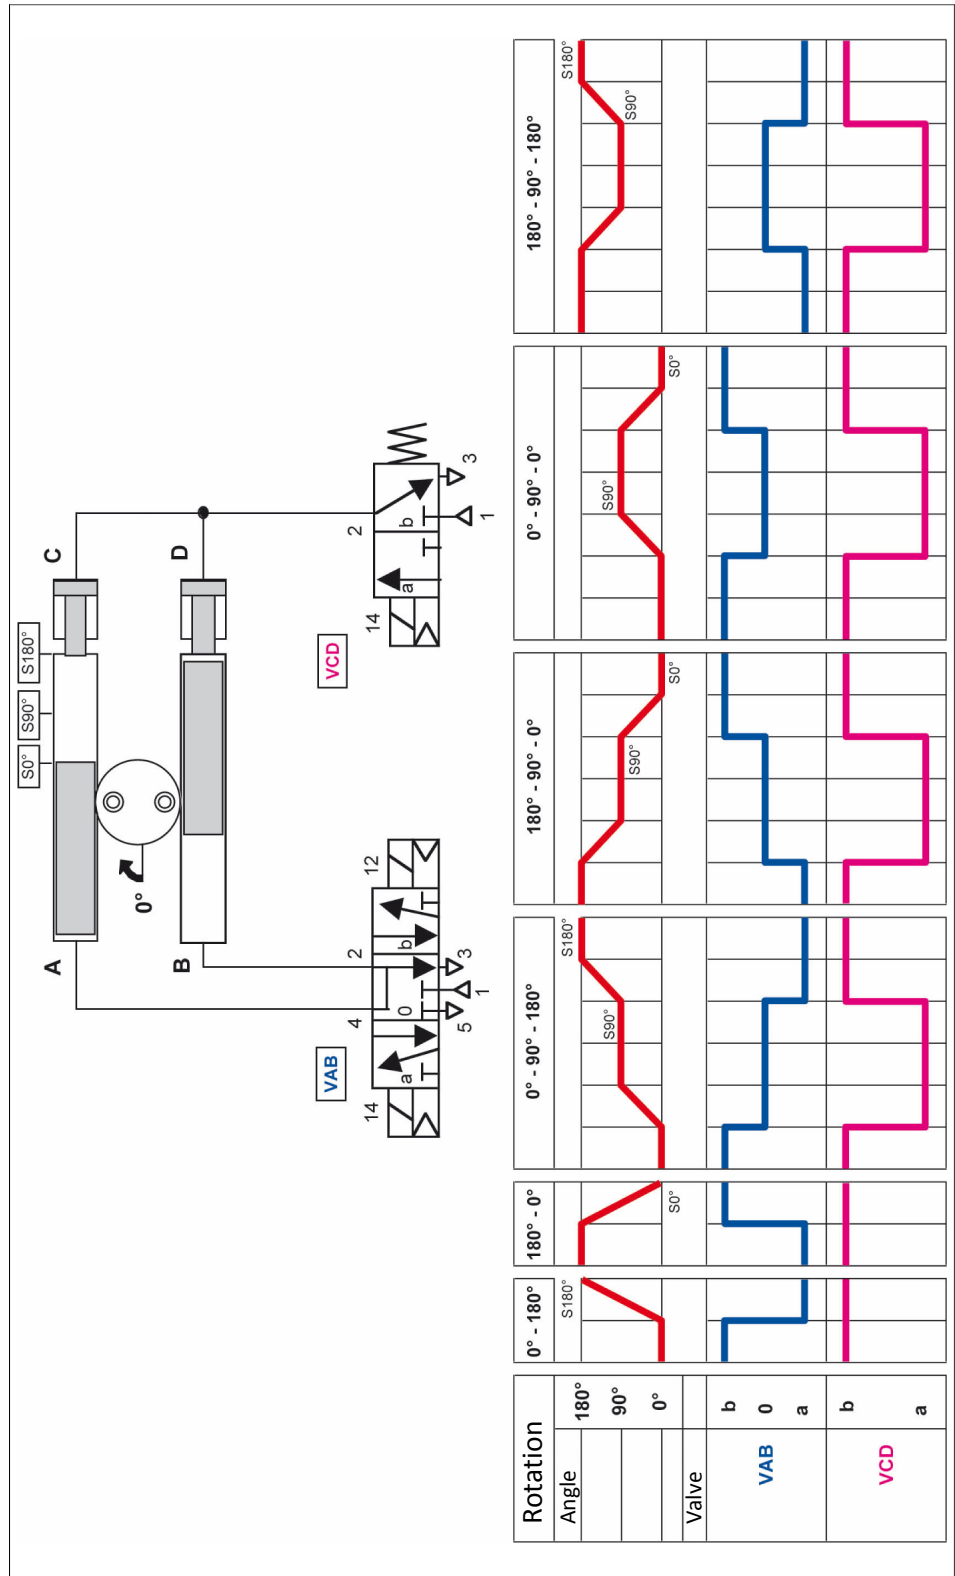 S0°
S90°
S180°
A
C
0°
B
D
VAB
VCD
14
a
4
0
2
b
12
5
1
3
14
a
2
b
1
3
Rotation
0° - 180°
180° - 0°
0° - 90° - 180°
180° - 90° - 0°
0° - 90° - 0°
180° - 90° - 180°
Angle
180°
90°
0°
S180°
S0°
S90°
S180°
S90°
S0°
S90°
S0°
S90°
S180°
Valve
VAB
b
0
a
VCD
b
a